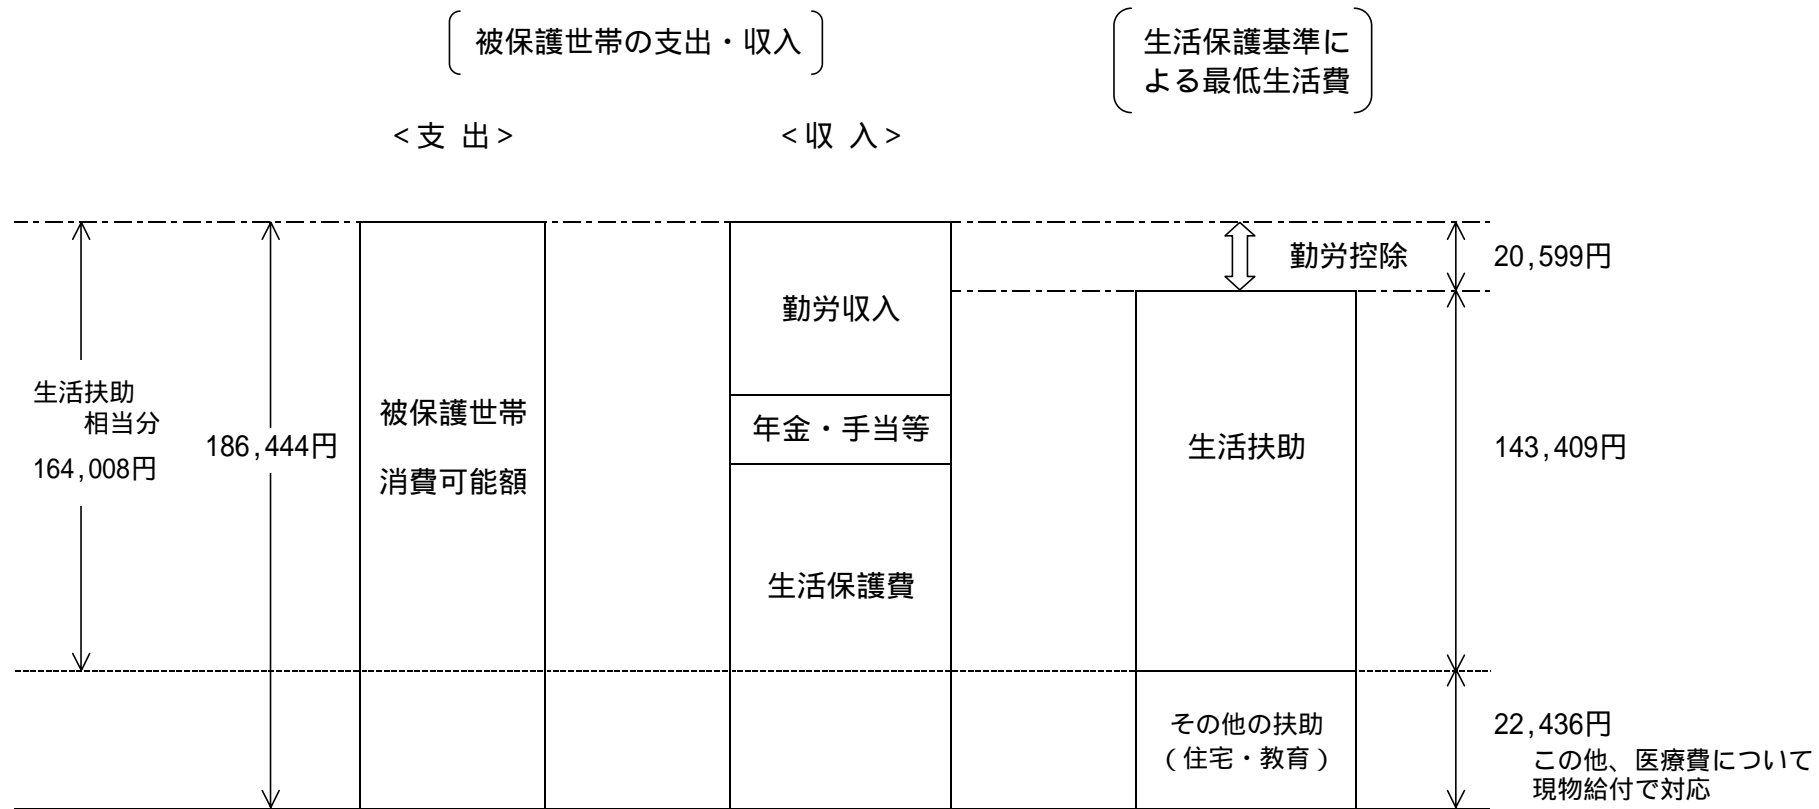 被保護世帯の支出・収入
生活保護基準に
よる最低生活費
<支 出>
<収 入>
勤労控除
20,599円
勤労収入
生活扶助
相当分
164,008円
186,444円
被保護世帯
消費可能額
年金・手当等
生活扶助
143,409円
生活保護費
その他の扶助
(住宅・教育)
22,436円
この他、医療費について
現物給付で対応